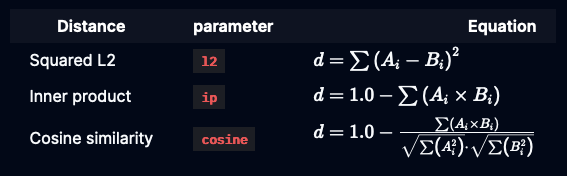 Distance parameter Equation
Squared L2 l2 d = ∑ (Aᵢ − Bᵢ)²
Inner product ip d = 1.0 − ∑ (Aᵢ × Bᵢ)
Cosine similarity cosine d = 1.0 − ∑(Aᵢ×Bᵢ) / √∑(Aᵢ²)·√∑(Bᵢ²)